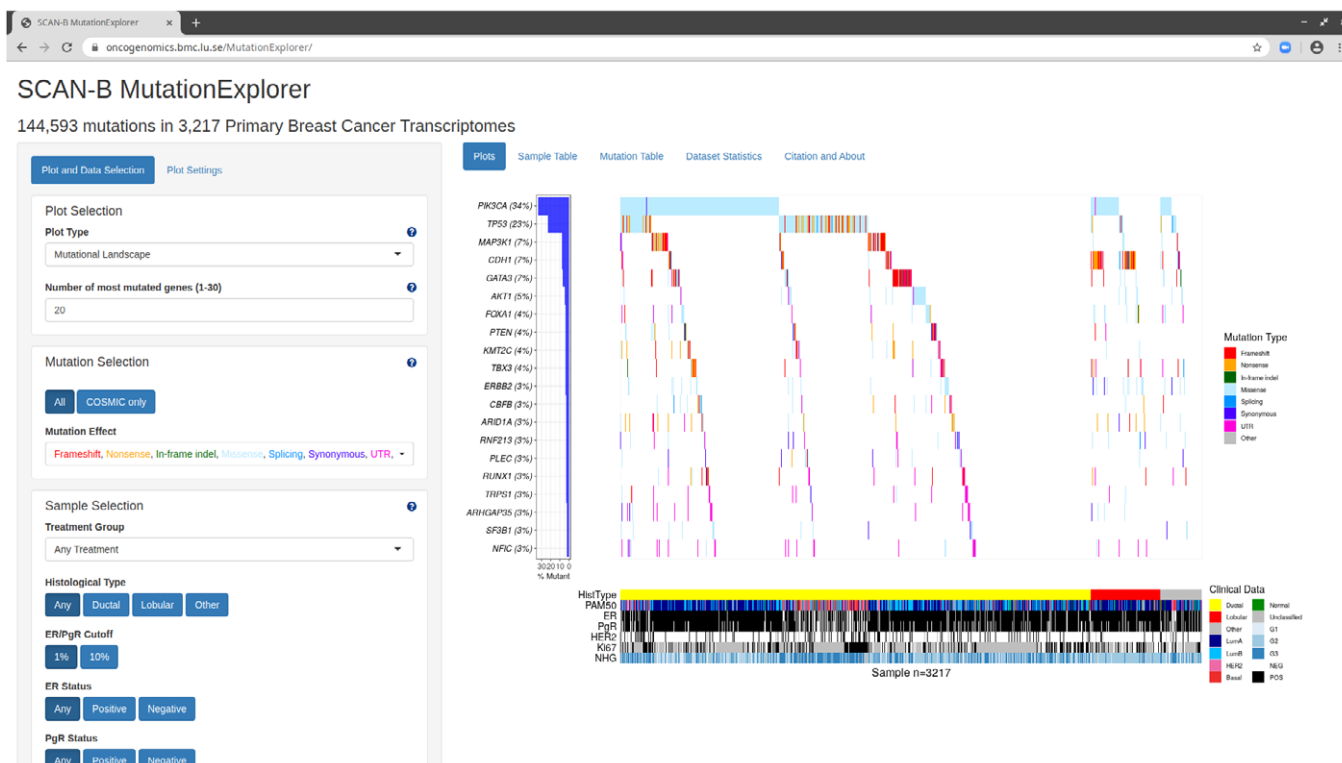 SCAN-B MutationExplorer
oncogenomics.bmc.lu.se/MutationExplorer/
SCAN-B MutationExplorer
144,593 mutations in 3,217 Primary Breast Cancer Transcriptomes
Plot and Data Selection
Plot Settings
Plot Selection
Plot Type
Mutational Landscape
Number of most mutated genes (1-30)
20
Mutation Selection
All
COSMIC only
Mutation Effect
Frameshift, Nonsense, In-frame indel, Missense, Splicing, Synonymous, UTR,
Sample Selection
Treatment Group
Any Treatment
Histological Type
Any
Ductal
Lobular
Other
ER/PgR Cutoff
1%
10%
ER Status
Any
Positive
Negative
PgR Status
Any
Positive
Negative
Plots
Sample Table
Mutation Table
Dataset Statistics
Citation and About
PIK3CA (34%)
TP53 (23%)
MAP3K1 (7%)
CDH1 (7%)
GATA3 (7%)
AKT1 (5%)
FOXA1 (4%)
PTEN (4%)
KMT2C (4%)
TBX3 (4%)
ERBB2 (3%)
CBFB (3%)
ARID1A (3%)
RNF213 (3%)
PLEC (3%)
RUNX1 (3%)
TRPS1 (3%)
ARHGAP35 (3%)
SF3B1 (3%)
NFIC (3%)
30 20 10 0
% Mutant
Mutation Type
Frameshift
Nonsense
In-frame indel
Missense
Splicing
Synonymous
UTR
Other
HistType
PAM50
ER
PgR
HER2
Ki67
NHG
Sample n=3217
Clinical Data
Ductal
Lobular
Other
LumA
LumB
HER2
Basal
Normal
Unclassified
G1
G2
G3
NEG
POS